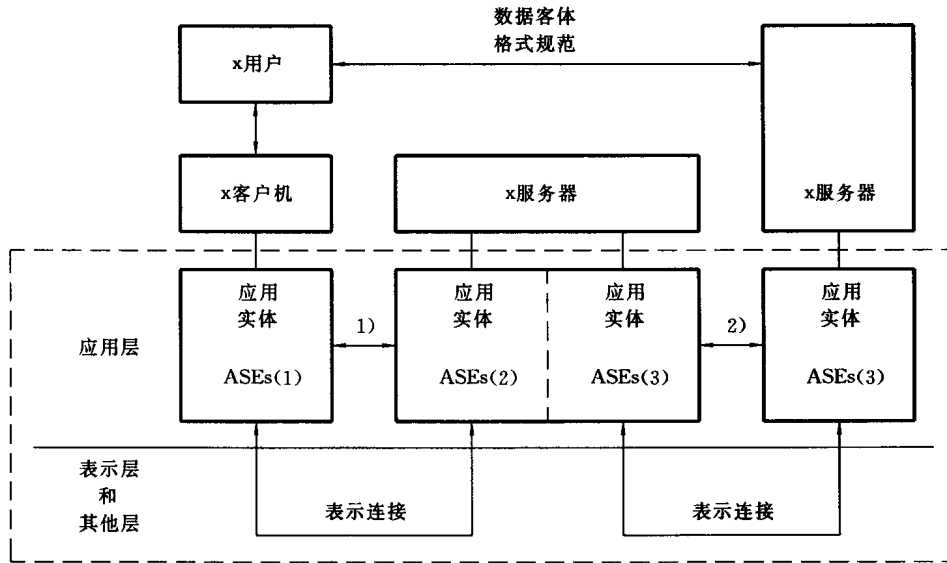 数据客体
格式规范
x用户
x客户机
x服务器
x服务器
应用层
应用
实体
ASEs(1)
1)
应用
实体
ASEs(2)
应用
实体
ASEs(3)
2)
应用
实体
ASEs(3)
表示层
和
其他层
表示连接
表示连接